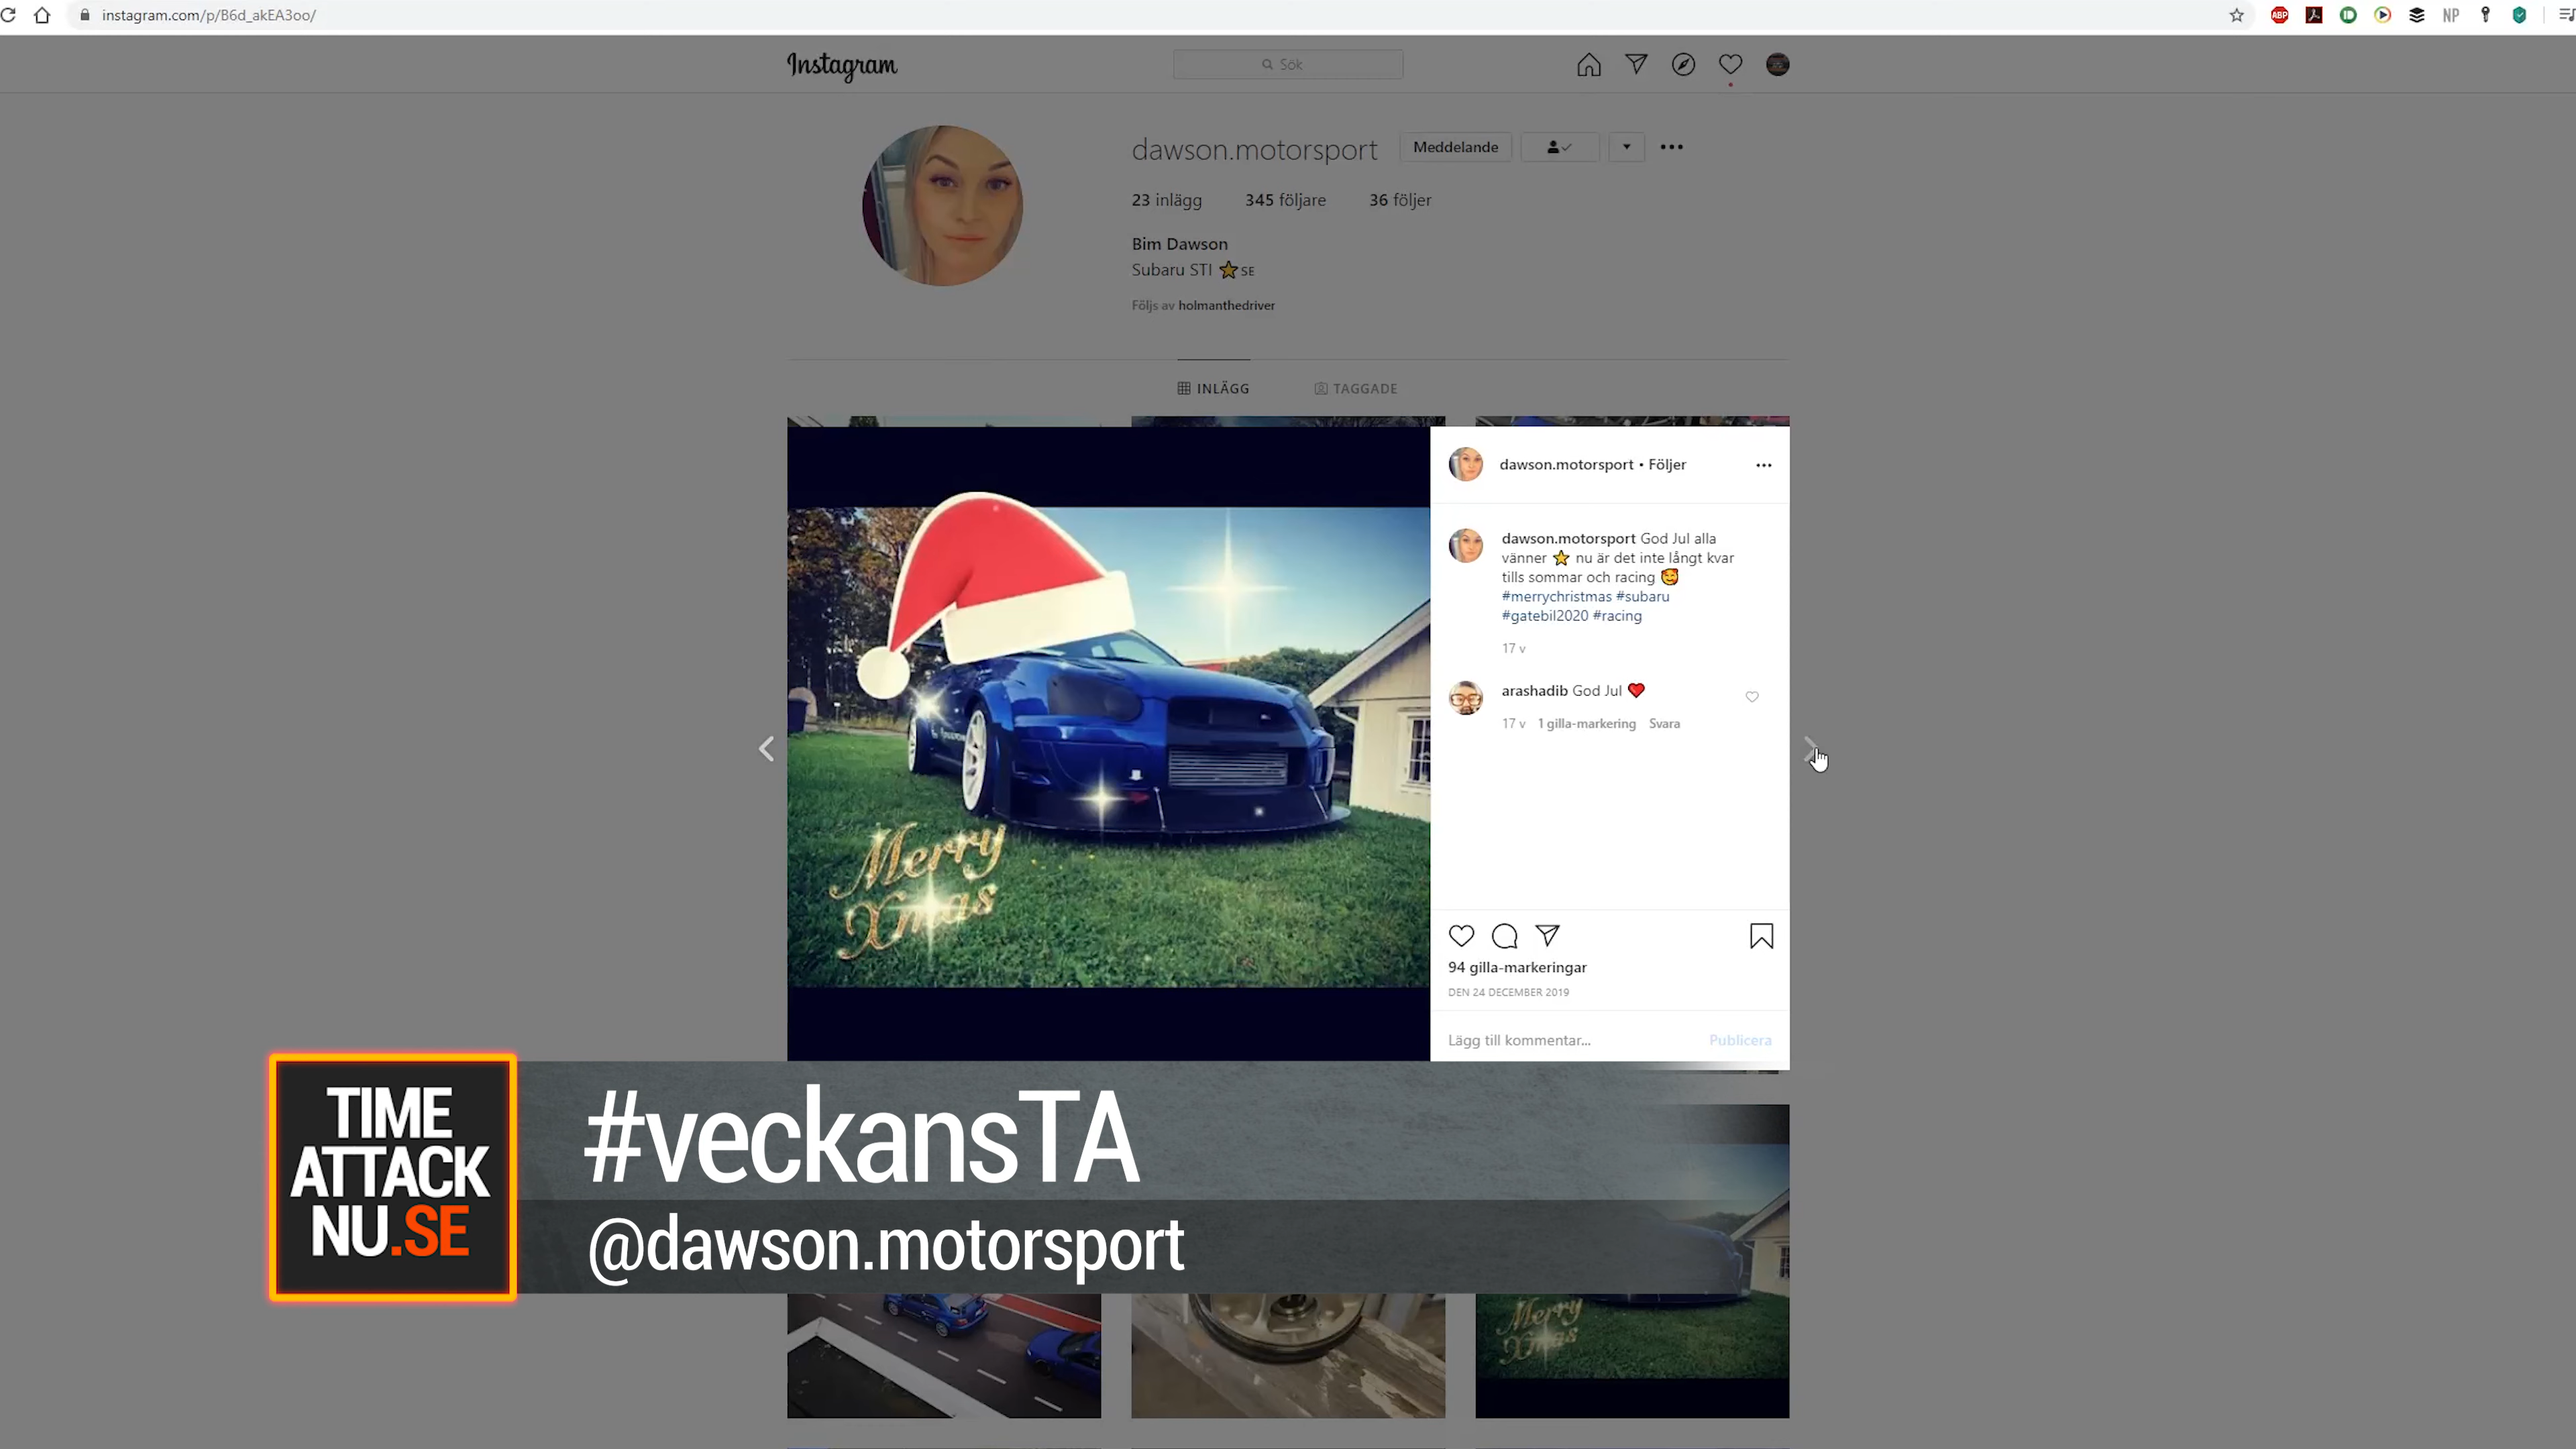 instagram.com/p/B6d_akEA3oo/
ABP
NP
Instagram
Sök
dawson.motorsport
Meddelande
23 inlägg 345 följare 36 följer
Bim Dawson
Subaru STI ⭐SE
Följs av holmanthedriver
INLÄGG
TAGGADE
dawson.motorsport • Följer
dawson.motorsport God Jul alla
vänner ⭐ nu är det inte långt kvar
tills sommar och racing 🥰
#merrychristmas #subaru
#gatebil2020 #racing
17 v
arashadib God Jul ❤️
17 v 1 gilla-markering Svara
Merry
Xmas
94 gilla-markeringar
DEN 24 DECEMBER 2019
Lägg till kommentar...
Publicera
TIME
ATTACK
NU.SE
#veckansTA
@dawson.motorsport
Merry
Xmas